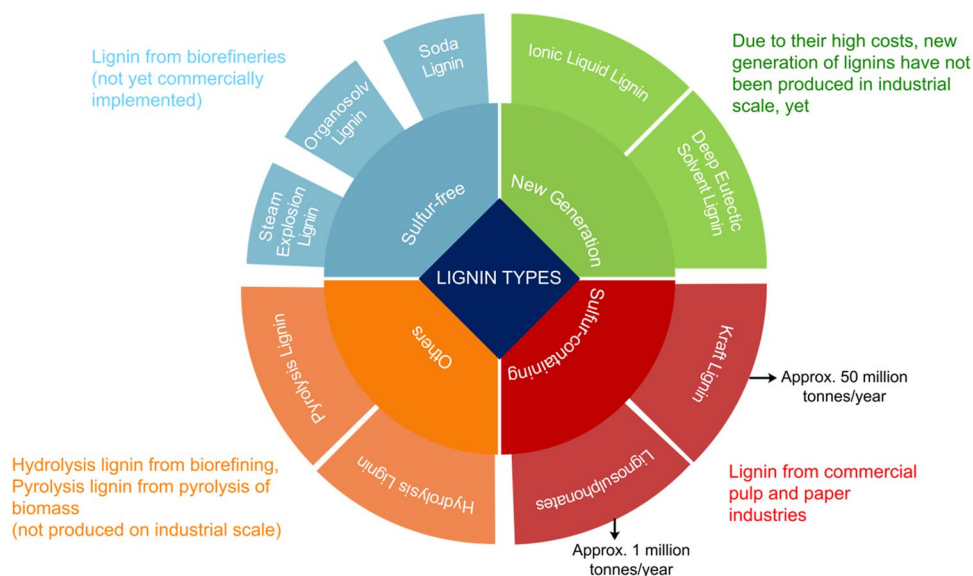 Lignin from biorefineries
(not yet commercially
implemented)
Soda
Lignin
Organosolv
Lignin
Steam
Explosion
Lignin
Sulfur-free
Ionic Liquid Lignin
Deep Eutectic
Solvent Lignin
New Generation
Due to their high costs, new
generation of lignins have not
been produced in industrial
scale, yet
LIGNIN TYPES
Others
Pyrolysis Lignin
Hydrolysis Lignin
Hydrolysis lignin from biorefining,
Pyrolysis lignin from pyrolysis of
biomass
(not produced on industrial scale)
Sulfur-containing
Kraft Lignin
Approx. 50 million
tonnes/year
Lignosulphonates
Approx. 1 million
tonnes/year
Lignin from commercial
pulp and paper
industries